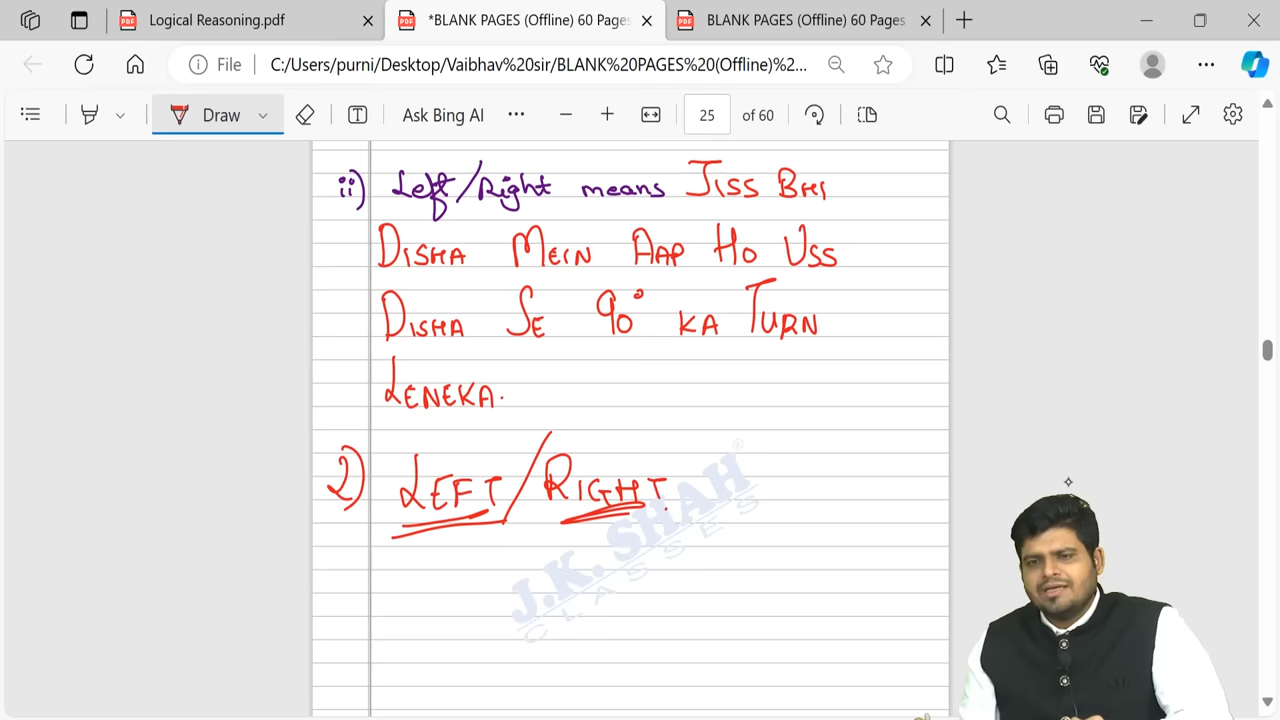 Logical Reasoning.pdf
*BLANK PAGES (Offline) 60 Pages
BLANK PAGES (Offline) 60 Pages
File
C:/Users/purni/Desktop/Vaibhav%20sir/BLANK%20PAGES%20(Offline)%2...
Draw
Ask Bing AI
25
of 60
ii) Left/Right means JISS BHI
DISHA MEIN AAP HO USS
DISHA SE 90° KA TURN
LENEKA.
2) LEFT/RIGHT.
J.K. SHAH®
CLASSES